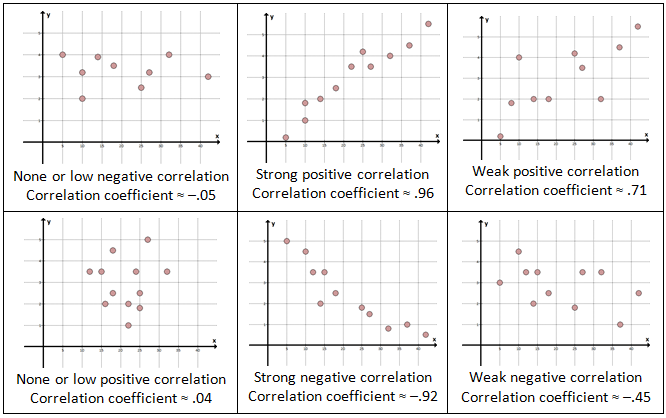 y
x
None or low negative correlation
Correlation coefficient ≈ –.05
y
x
Strong positive correlation
Correlation coefficient ≈ .96
y
x
Weak positive correlation
Correlation coefficient ≈ .71
y
x
None or low positive correlation
Correlation coefficient ≈ .04
y
x
Strong negative correlation
Correlation coefficient ≈ –.92
y
x
Weak negative correlation
Correlation coefficient ≈ –.45